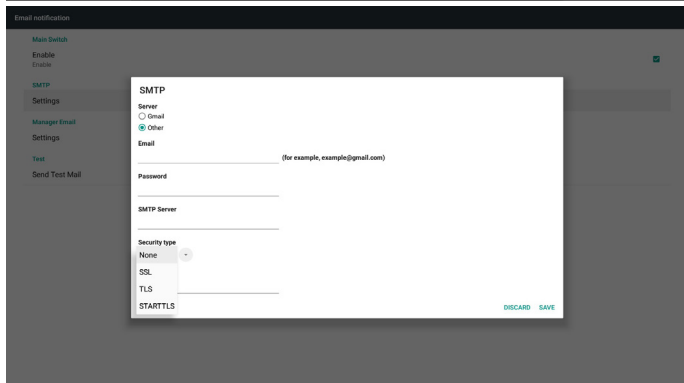 Email notification
Main Switch
Enable
Enable
SMTP
Settings
Manager Email
Settings
Test
Send Test Mail
SMTP
Server
Gmail
Other
Email
(for example, example@gmail.com)
Password
SMTP Server
Security type
None
SSL
TLS
STARTTLS
DISCARD SAVE